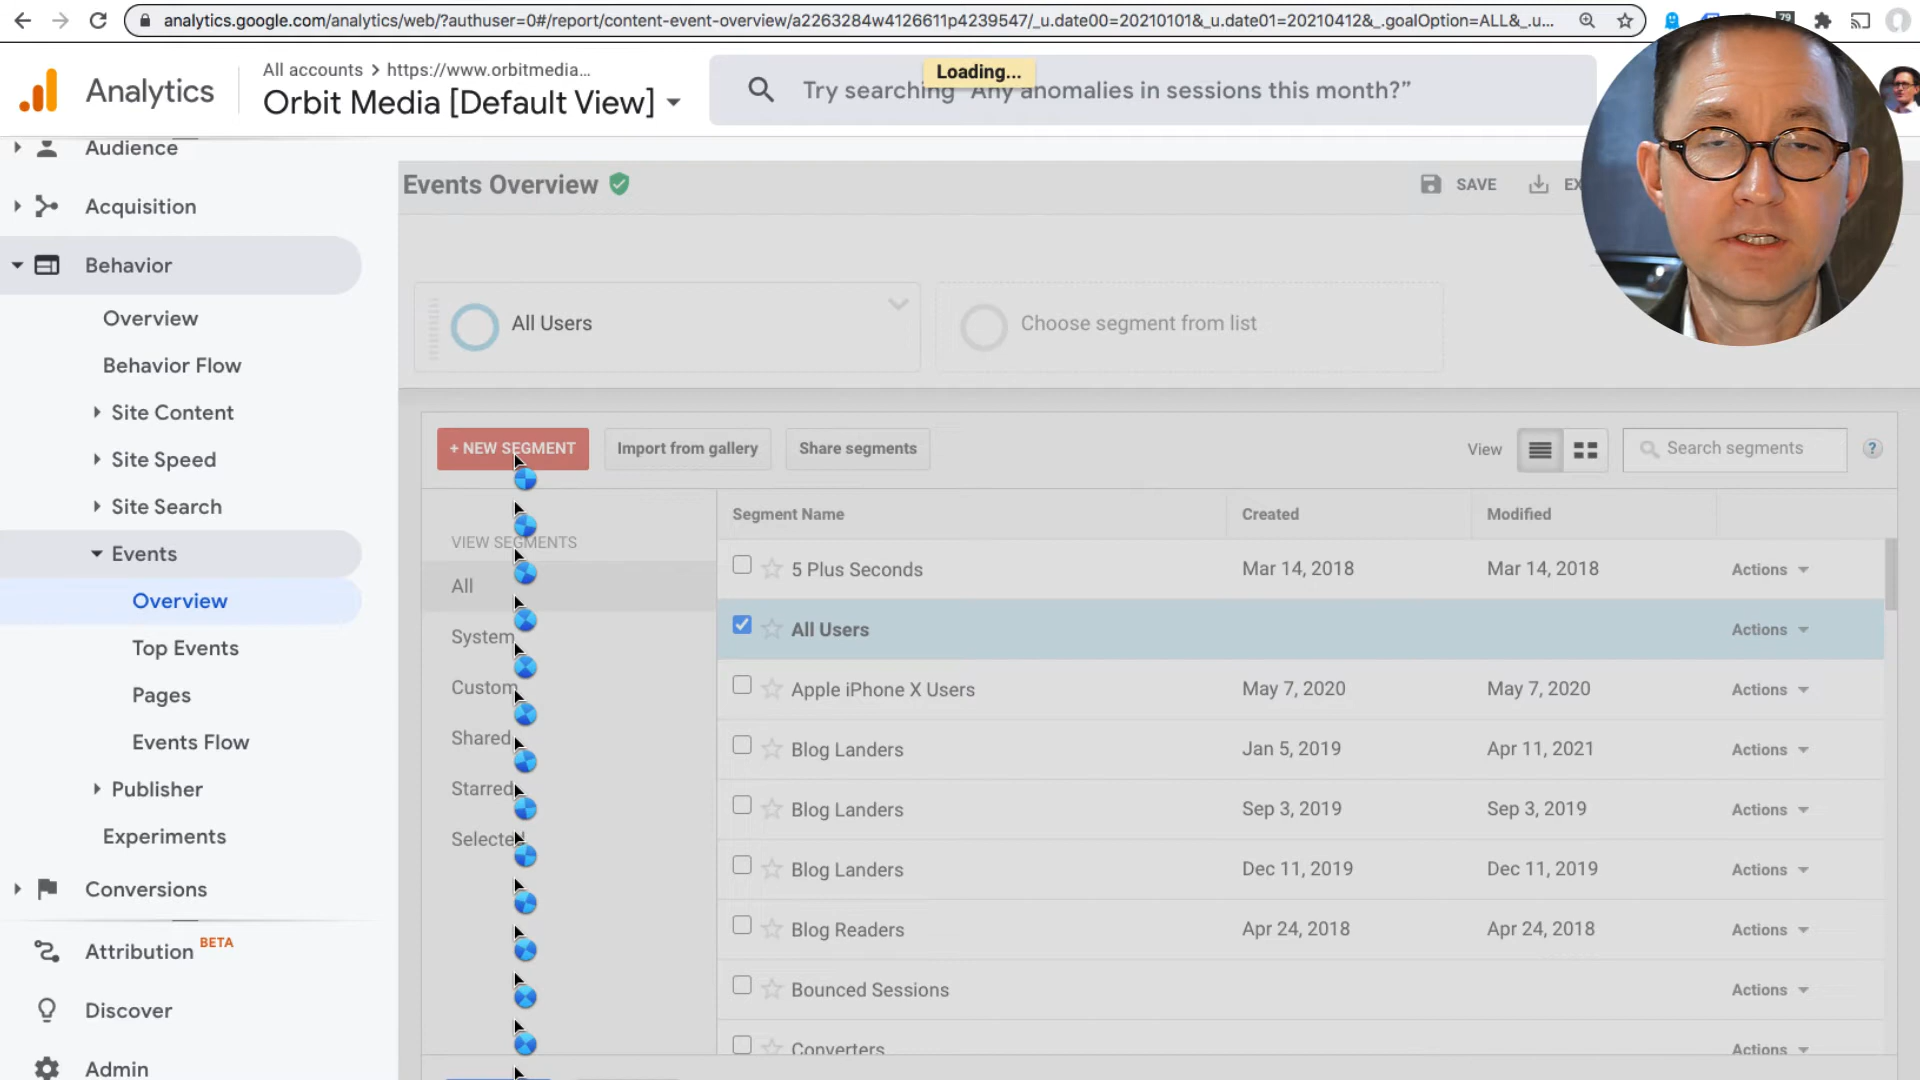 analytics.google.com/analytics/web/?authuser=0#/report/content-event-overview/a2263284w4126611p4239547/_u.date00=20210101&_u.date01=20210412&_.goalOption=ALL&_.u...
79
Analytics
All accounts > https://www.orbitmedia...
Orbit Media [Default View]
Try searching “Any anomalies in sessions this month?”
Loading...
Audience
Acquisition
Behavior
Overview
Behavior Flow
Site Content
Site Speed
Site Search
Events
Overview
Top Events
Pages
Events Flow
Publisher
Experiments
Conversions
Attribution BETA
Discover
Admin
Events Overview
SAVE
All Users
Choose segment from list
+ NEW SEGMENT
Import from gallery
Share segments
View
Search segments
?
VIEW SEGMENTS
All
System
Custom
Shared
Starred
Selected
Segment Name Created Modified
5 Plus Seconds Mar 14, 2018 Mar 14, 2018 Actions
All Users Actions
Apple iPhone X Users May 7, 2020 May 7, 2020 Actions
Blog Landers Jan 5, 2019 Apr 11, 2021 Actions
Blog Landers Sep 3, 2019 Sep 3, 2019 Actions
Blog Landers Dec 11, 2019 Dec 11, 2019 Actions
Blog Readers Apr 24, 2018 Apr 24, 2018 Actions
Bounced Sessions Actions
Converters Actions